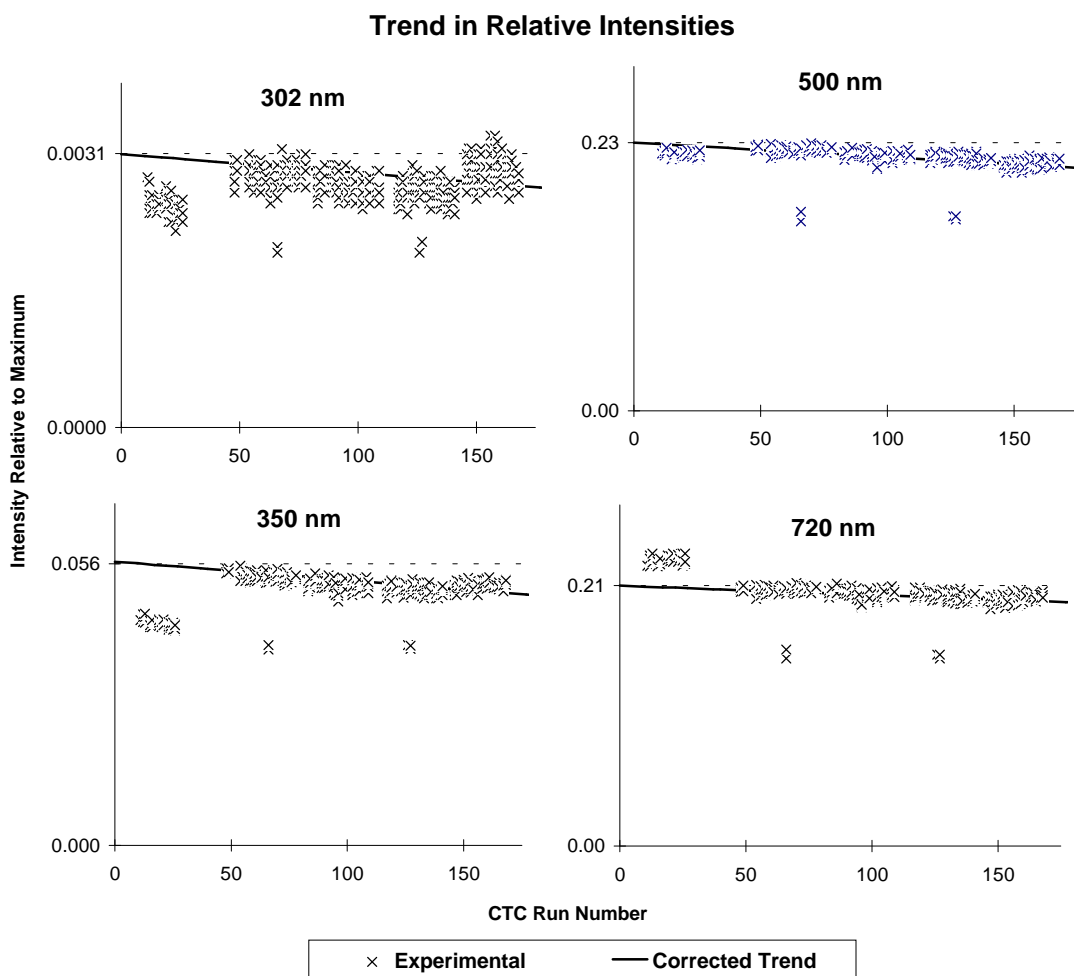 Trend in Relative Intensities
Intensity Relative to Maximum
302 nm
0.0031
0.0000
0 50 100 150
500 nm
0.23
0.00
0 50 100 150
350 nm
0.056
0.000
0 50 100 150
720 nm
0.21
0.00
0 50 100 150
CTC Run Number
× Experimental Corrected Trend